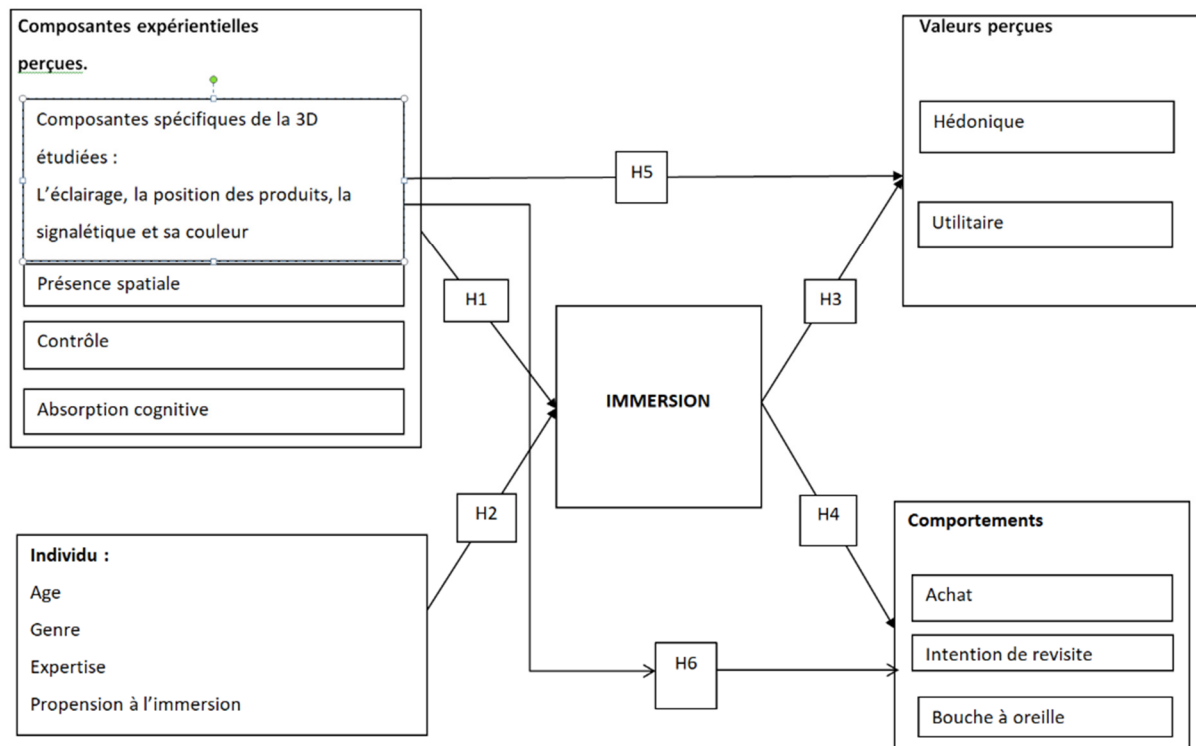 Composantes expérientielles
perçues.
Composantes spécifiques de la 3D
étudiées :
L’éclairage, la position des produits, la
signalétique et sa couleur
Présence spatiale
Contrôle
Absorption cognitive
Individu :
Age
Genre
Expertise
Propension à l’immersion
H5
H1
H2
H6
IMMERSION
H3
H4
Valeurs perçues
Hédonique
Utilitaire
Comportements
Achat
Intention de revisite
Bouche à oreille